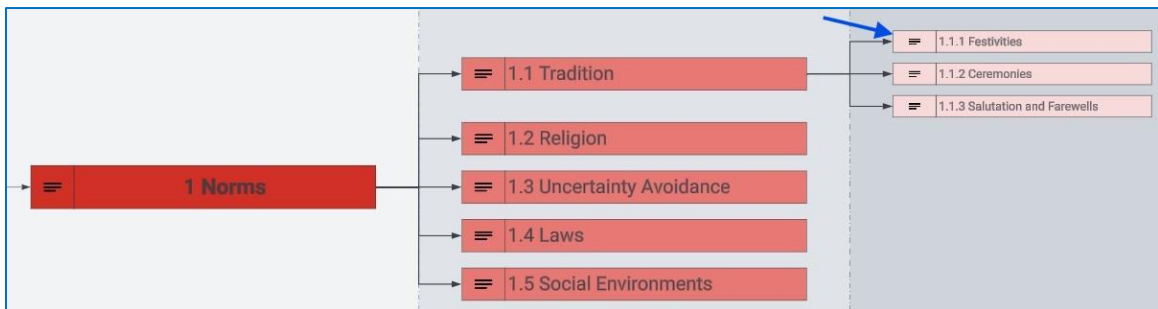 1 Norms
1.1 Tradition
1.2 Religion
1.3 Uncertainty Avoidance
1.4 Laws
1.5 Social Environments
1.1.1 Festivities
1.1.2 Ceremonies
1.1.3 Salutation and Farewells